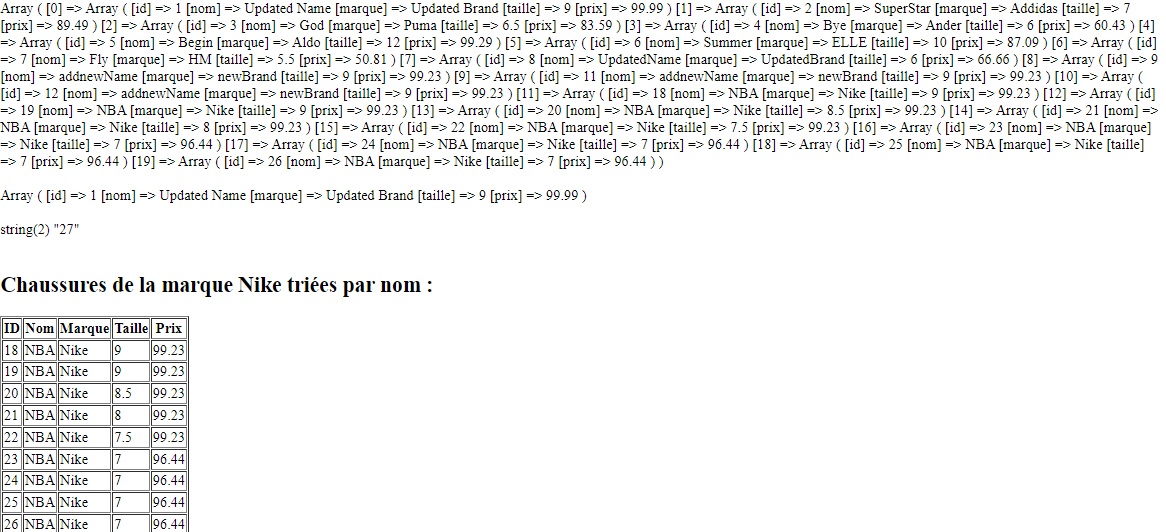 Array ( [0] => Array ( [id] => 1 [nom] => Updated Name [marque] => Updated Brand [taille] => 9 [prix] => 99.99 ) [1] => Array ( [id] => 2 [nom] => SuperStar [marque] => Addidas [taille] => 7
[prix] => 89.49 ) [2] => Array ( [id] => 3 [nom] => God [marque] => Puma [taille] => 6.5 [prix] => 83.59 ) [3] => Array ( [id] => 4 [nom] => Bye [marque] => Ander [taille] => 6 [prix] => 60.43 ) [4]
=> Array ( [id] => 5 [nom] => Begin [marque] => Aldo [taille] => 12 [prix] => 99.29 ) [5] => Array ( [id] => 6 [nom] => Summer [marque] => ELLE [taille] => 10 [prix] => 87.09 ) [6] => Array ( [id]
=> 7 [nom] => Fly [marque] => HM [taille] => 5.5 [prix] => 50.81 ) [7] => Array ( [id] => 8 [nom] => UpdatedName [marque] => UpdatedBrand [taille] => 6 [prix] => 66.66 ) [8] => Array ( [id] => 9
[nom] => addnewName [marque] => newBrand [taille] => 9 [prix] => 99.23 ) [9] => Array ( [id] => 11 [nom] => addnewName [marque] => newBrand [taille] => 9 [prix] => 99.23 ) [10] => Array (
[id] => 12 [nom] => addnewName [marque] => newBrand [taille] => 9 [prix] => 99.23 ) [11] => Array ( [id] => 18 [nom] => NBA [marque] => Nike [taille] => 9 [prix] => 99.23 ) [12] => Array ( [id]
=> 19 [nom] => NBA [marque] => Nike [taille] => 9 [prix] => 99.23 ) [13] => Array ( [id] => 20 [nom] => NBA [marque] => Nike [taille] => 8.5 [prix] => 99.23 ) [14] => Array ( [id] => 21 [nom] =>
NBA [marque] => Nike [taille] => 8 [prix] => 99.23 ) [15] => Array ( [id] => 22 [nom] => NBA [marque] => Nike [taille] => 7.5 [prix] => 99.23 ) [16] => Array ( [id] => 23 [nom] => NBA [marque]
=> Nike [taille] => 7 [prix] => 96.44 ) [17] => Array ( [id] => 24 [nom] => NBA [marque] => Nike [taille] => 7 [prix] => 96.44 ) [18] => Array ( [id] => 25 [nom] => NBA [marque] => Nike [taille]
=> 7 [prix] => 96.44 ) [19] => Array ( [id] => 26 [nom] => NBA [marque] => Nike [taille] => 7 [prix] => 96.44 ) )
Array ( [id] => 1 [nom] => Updated Name [marque] => Updated Brand [taille] => 9 [prix] => 99.99 )
string(2) "27"
Chaussures de la marque Nike triées par nom :
ID Nom Marque Taille Prix
18 NBA Nike 9 99.23
19 NBA Nike 9 99.23
20 NBA Nike 8.5 99.23
21 NBA Nike 8 99.23
22 NBA Nike 7.5 99.23
23 NBA Nike 7 96.44
24 NBA Nike 7 96.44
25 NBA Nike 7 96.44
26 NBA Nike 7 96.44